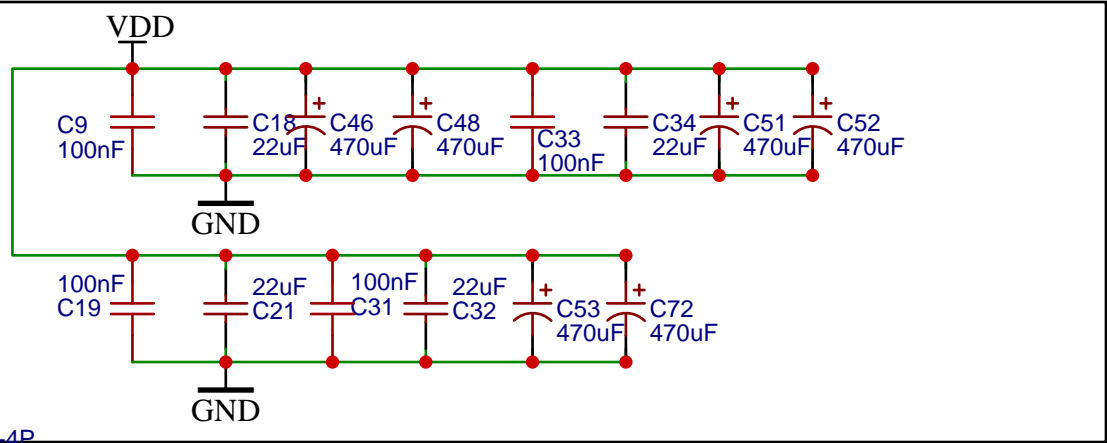 VDD
C9
100nF
C18
22uF
C46
470uF
C48
470uF
C33
100nF
C34
22uF
C51
470uF
C52
470uF
GND
100nF
C19
22uF
C21
100nF
C31
22uF
C32
C53
470uF
C72
470uF
GND
-4P